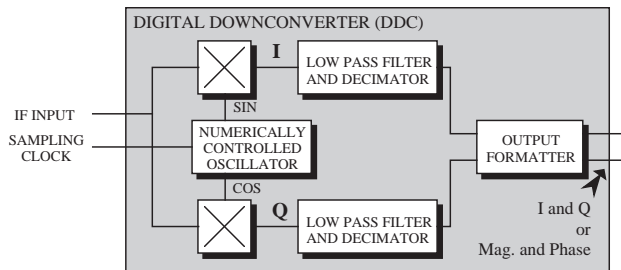 DIGITAL DOWNCONVERTER (DDC)
I
LOW PASS FILTER
AND DECIMATOR
SIN
IF INPUT
SAMPLING
CLOCK
NUMERICALLY
CONTROLLED
OSCILLATOR
OUTPUT
FORMATTER
COS
Q
LOW PASS FILTER
AND DECIMATOR
I and Q
or
Mag. and Phase